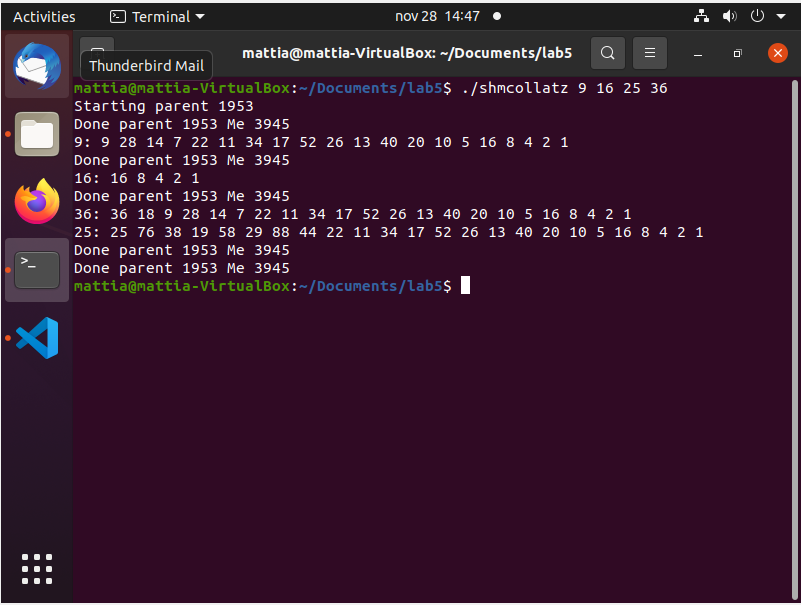 Activities Terminal nov 28 14:47
mattia@mattia-VirtualBox: ~/Documents/lab5
Thunderbird Mail
mattia@mattia-VirtualBox:~/Documents/lab5$ ./shmcollatz 9 16 25 36
Starting parent 1953
Done parent 1953 Me 3945
9: 9 28 14 7 22 11 34 17 52 26 13 40 20 10 5 16 8 4 2 1
Done parent 1953 Me 3945
16: 16 8 4 2 1
Done parent 1953 Me 3945
36: 36 18 9 28 14 7 22 11 34 17 52 26 13 40 20 10 5 16 8 4 2 1
25: 25 76 38 19 58 29 88 44 22 11 34 17 52 26 13 40 20 10 5 16 8 4 2 1
Done parent 1953 Me 3945
Done parent 1953 Me 3945
mattia@mattia-VirtualBox:~/Documents/lab5$